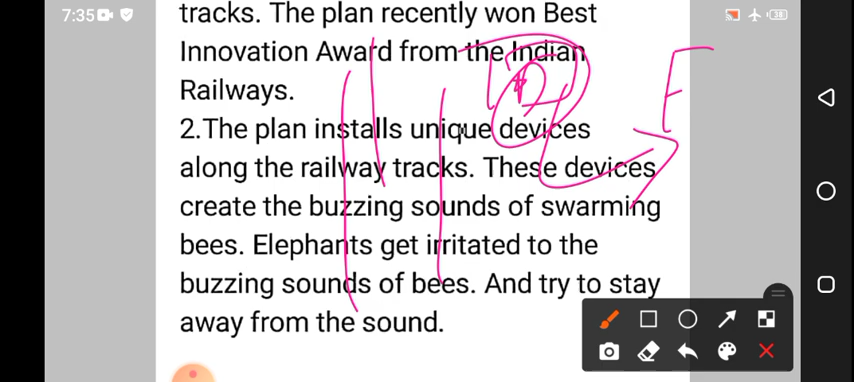 7:35
38
tracks. The plan recently won Best
Innovation Award from the Indian
Railways.
2.The plan installs unique devices
along the railway tracks. These devices
create the buzzing sounds of swarming
bees. Elephants get irritated to the
buzzing sounds of bees. And try to stay
away from the sound.